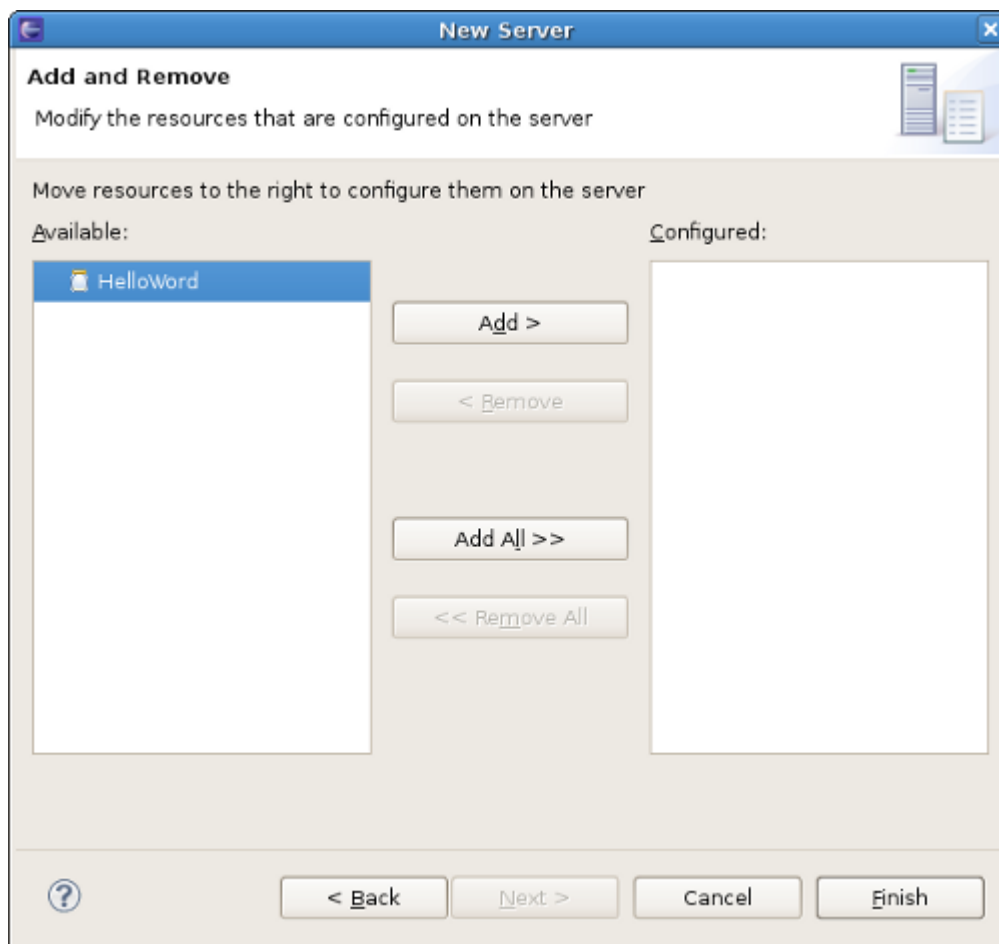 New Server
Add and Remove
Modify the resources that are configured on the server
Move resources to the right to configure them on the server
Available:
Configured:
HelloWord
Add >
< Remove
Add All >>
<< Remove All
< Back
Next >
Cancel
Finish